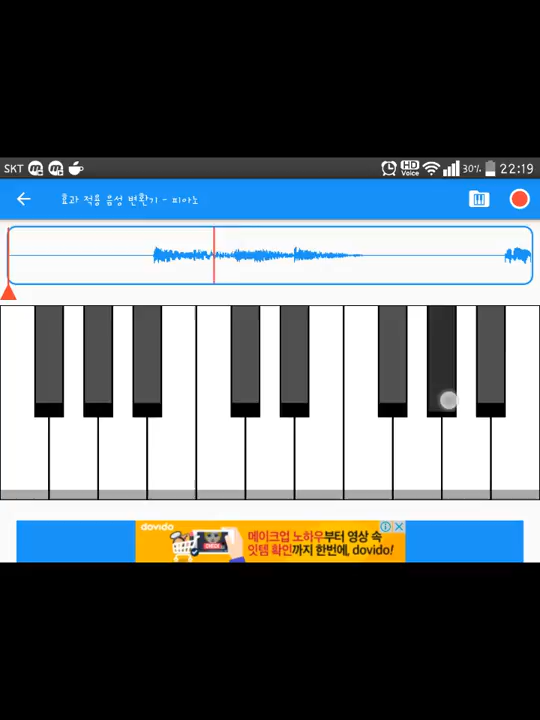 SKT HD Voice 30% 22:19
효과 적용 음성 변환기 - 피아노
dovido
메이크업 노하우부터 영상 속
잇템 확인까지 한번에, dovido!